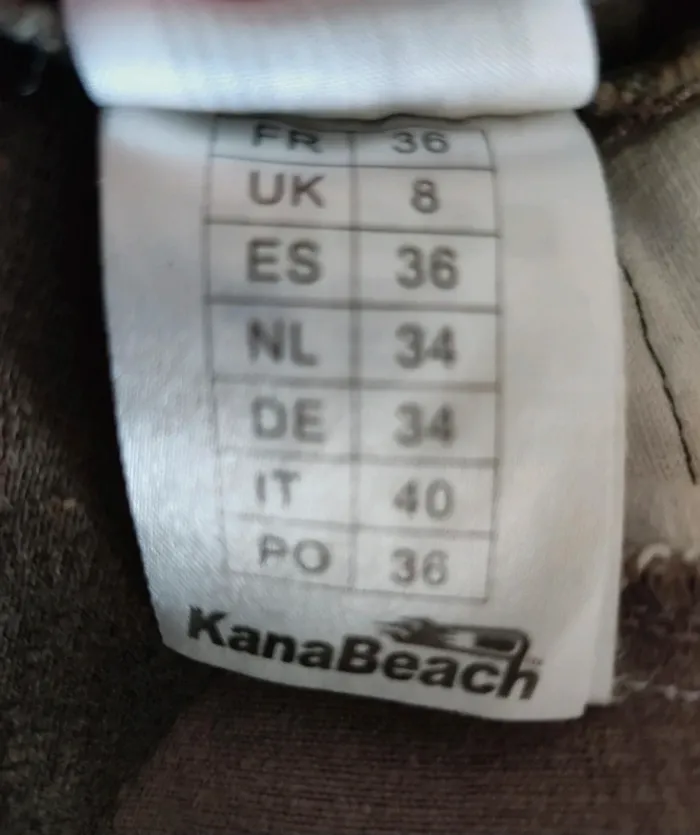 FR 36
UK 8
ES 36
NL 34
DE 34
IT 40
PO 36
KanaBeach